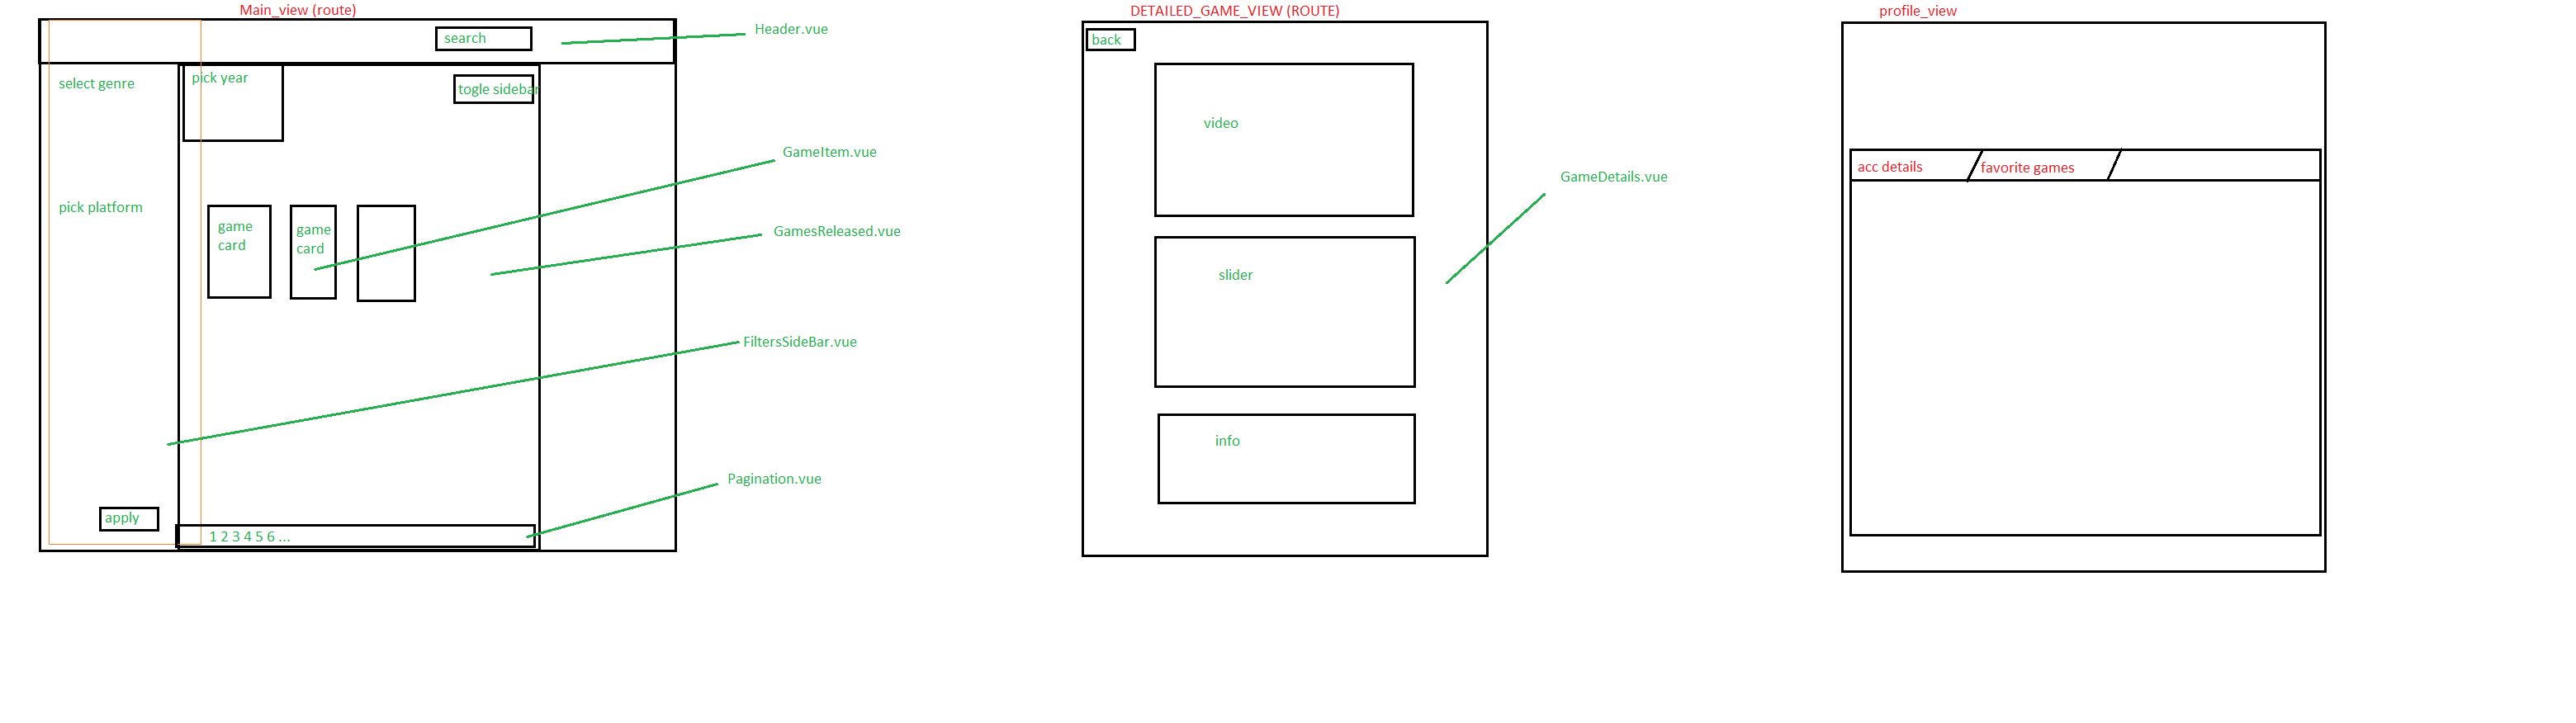 Main_view (route)
search
Header.vue
select genre
pick year
togle sidebar
GameItem.vue
pick platform
game
card
game
card
GamesReleased.vue
FiltersSideBar.vue
Pagination.vue
apply
1 2 3 4 5 6 ...
DETAILED_GAME_VIEW (ROUTE)
back
video
GameDetails.vue
slider
info
profile_view
acc details
favorite games